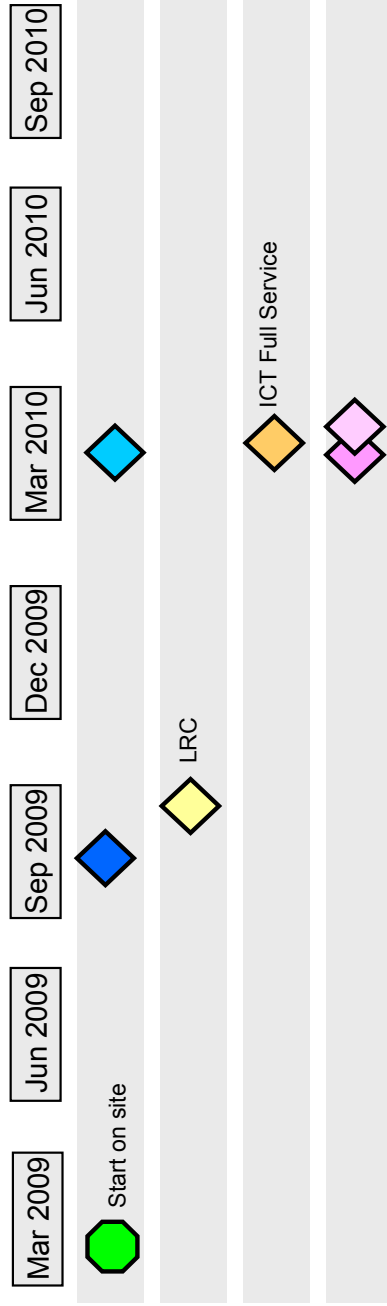 Mar 2009
Jun 2009
Sep 2009
Dec 2009
Mar 2010
Jun 2010
Sep 2010
Start on site
LRC
ICT Full Service